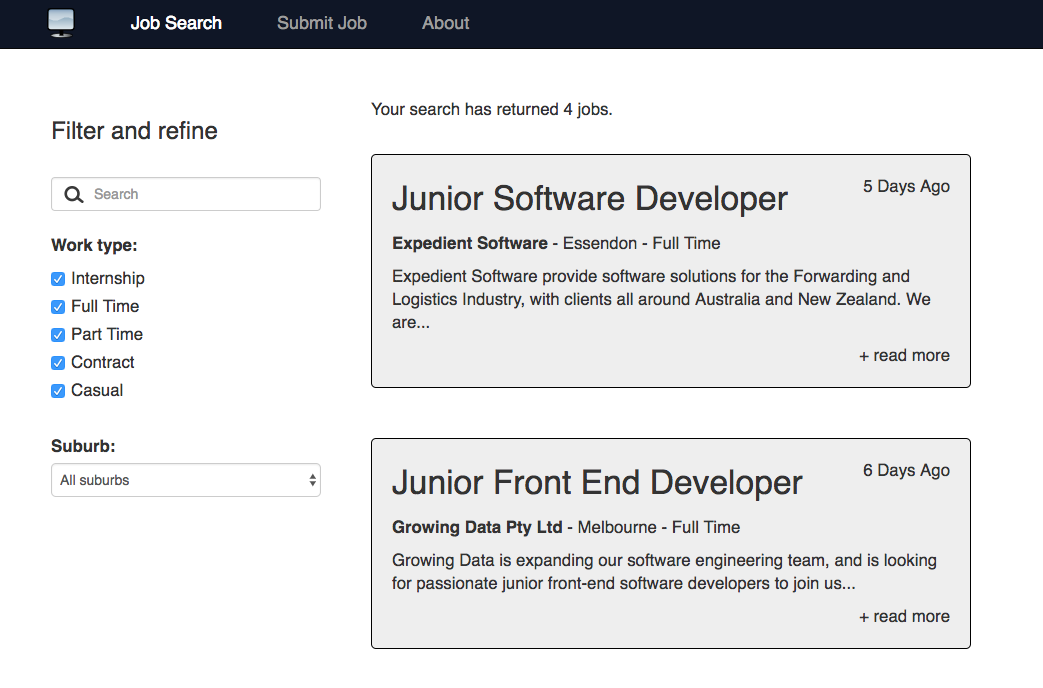 Job Search Submit Job About
Filter and refine
Search
Work type:
Internship
Full Time
Part Time
Contract
Casual
Suburb:
All suburbs
Your search has returned 4 jobs.
Junior Software Developer
5 Days Ago
Expedient Software - Essendon - Full Time
Expedient Software provide software solutions for the Forwarding and
Logistics Industry, with clients all around Australia and New Zealand. We
are...
+ read more
Junior Front End Developer
6 Days Ago
Growing Data Pty Ltd - Melbourne - Full Time
Growing Data is expanding our software engineering team, and is looking
for passionate junior front-end software developers to join us...
+ read more